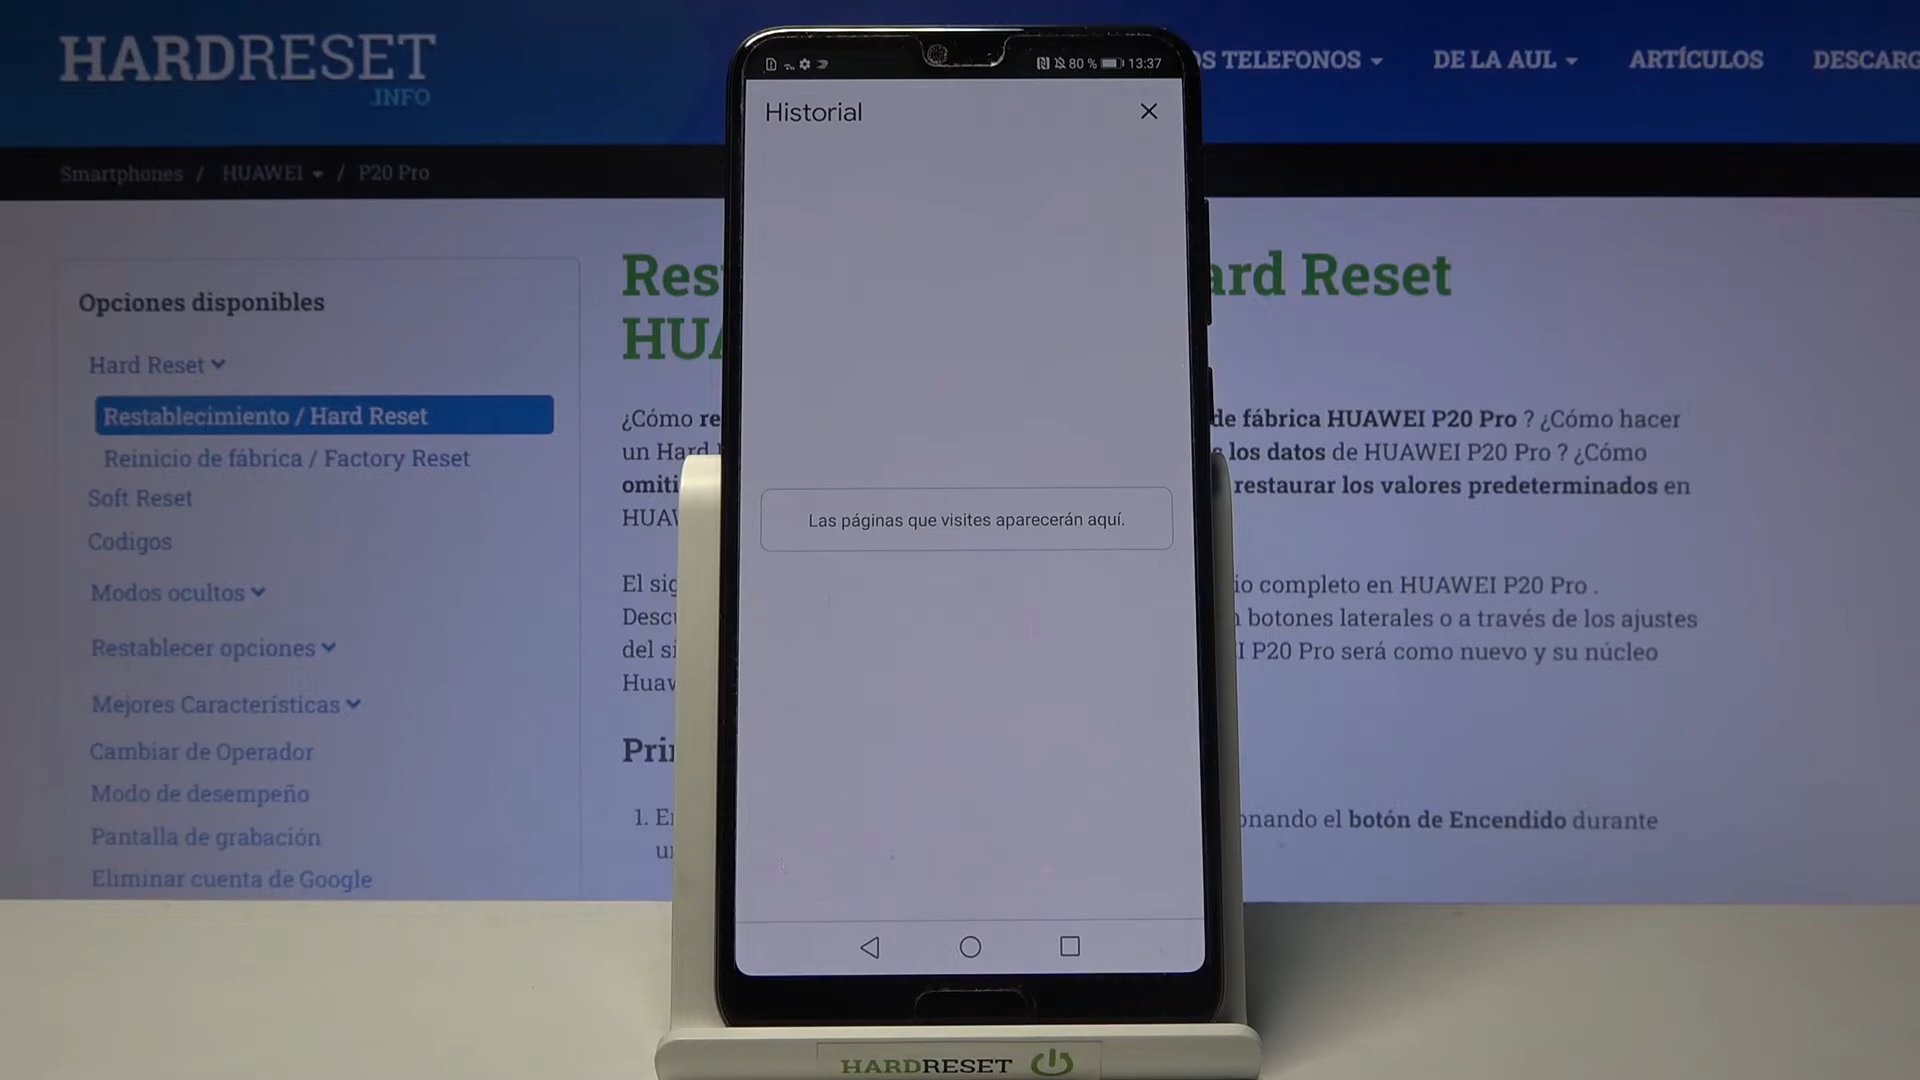 HARDRESET
.INFO
OS TELEFONOS
DE LA AUL
ARTÍCULOS
DESCARG
Smartphones / HUAWEI / P20 Pro
80 % 13:37
Historial
Las páginas que visites aparecerán aquí.
Opciones disponibles
Hard Reset
Restablecimiento / Hard Reset
Reinicio de fábrica / Factory Reset
Soft Reset
Codigos
Modos ocultos
Restablecer opciones
Mejores Características
Cambiar de Operador
Modo de desempeño
Pantalla de grabación
Eliminar cuenta de Google
Res ard Reset
HUA
¿Cómo re de fábrica HUAWEI P20 Pro ? ¿Cómo hacer
un Hard los datos de HUAWEI P20 Pro ? ¿Cómo
omiti restaurar los valores predeterminados en
HUAW
El sig io completo en HUAWEI P20 Pro .
Descu botones laterales o a través de los ajustes
del si I P20 Pro será como nuevo y su núcleo
Huaw
Pri
1. E onando el botón de Encendido durante
u
HARDRESET